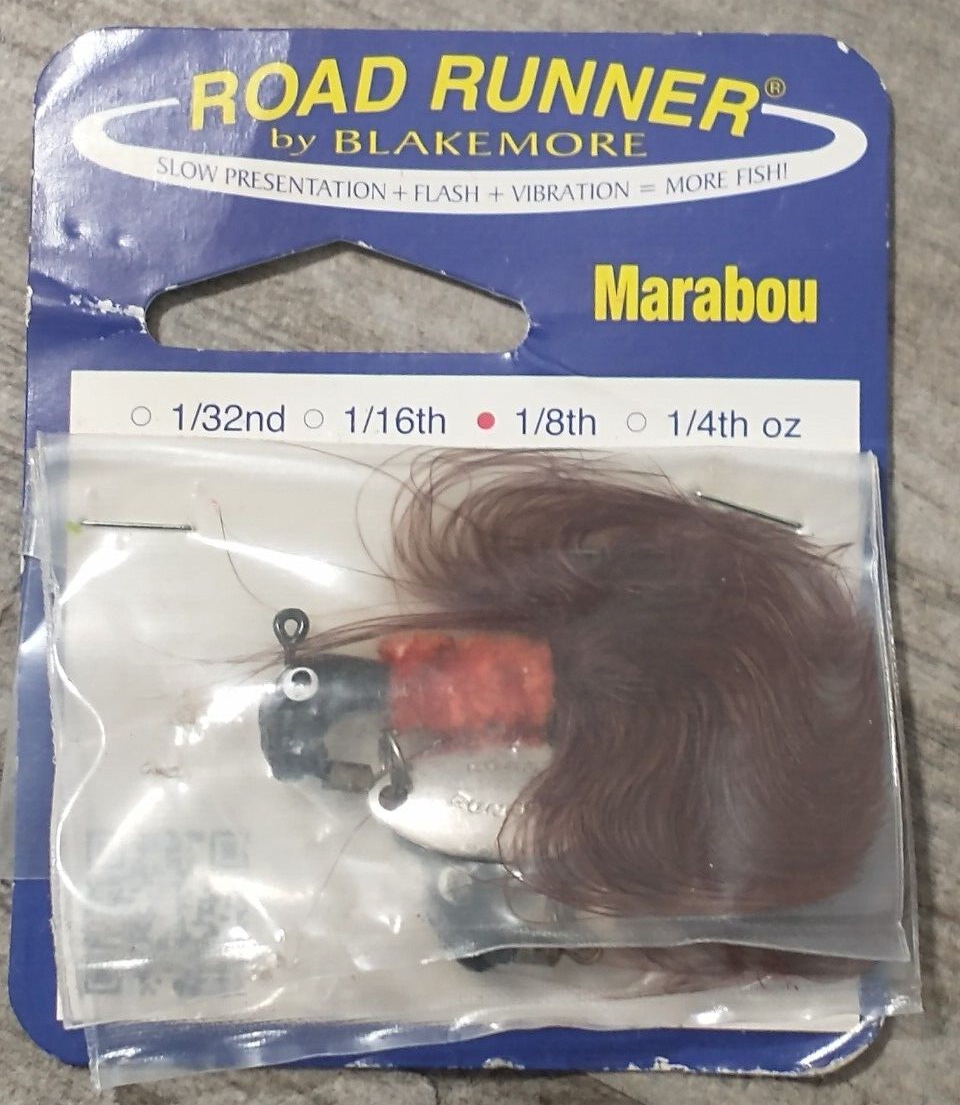 ROAD RUNNER®
by BLAKEMORE
SLOW PRESENTATION + FLASH + VIBRATION = MORE FISH!
Marabou
1/32nd 1/16th 1/8th 1/4th oz